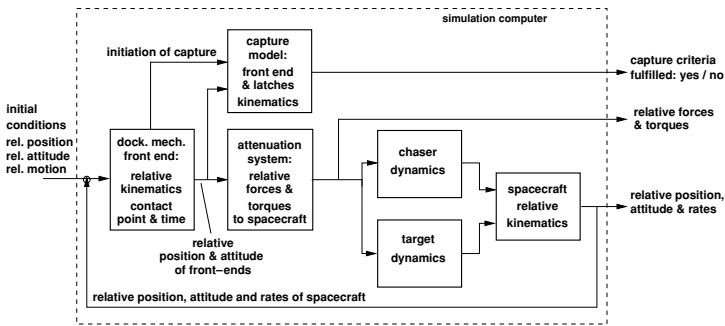 simulation computer
initiation of capture
capture
model:
front end
& latches
kinematics
capture criteria
fulfilled: yes / no
initial
conditions
rel. position
rel. attitude
rel. motion
dock. mech.
front end:
relative
kinematics
contact
point & time
attenuation
system:
relative
forces &
torques
to spacecraft
relative forces
& torques
chaser
dynamics
target
dynamics
spacecraft
relative
kinematics
relative position,
attitude & rates
relative
position & attitude
of front–ends
relative position, attitude and rates of spacecraft